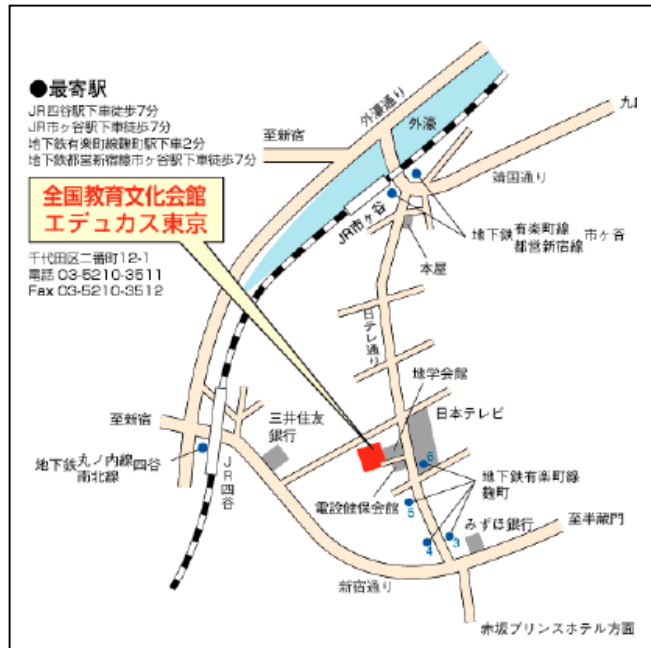 ●最寄駅
JR四谷駅下車徒歩7分
JR市ヶ谷駅下車徒歩7分
地下鉄有楽町線麹町駅下車2分
地下鉄都営新宿線市ヶ谷駅下車徒歩7分
全国教育文化会館
エデュカス東京
千代田区二番町12-1
電話 03-5210-3511
Fax 03-5210-3512
外濠通り
外濠
至新宿
靖国通り
JR市ヶ谷
地下鉄有楽町線
都営新宿線
市ヶ谷
本屋
日テレ通り
地学会館
日本テレビ
三井住友
銀行
至新宿
地下鉄丸ノ内線
南北線
四谷
JR四谷
6
地下鉄有楽町線
麹町
電設健保会館
5
みずほ銀行
至半蔵門
4
3
新宿通り
赤坂プリンスホテル方面